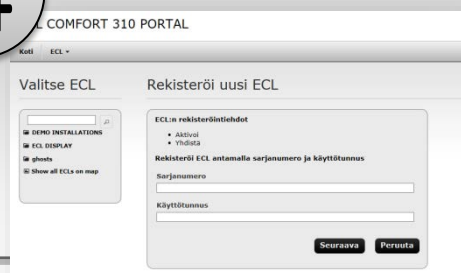 COMFORT 310 PORTAL
Koti ECL
Valitse ECL
DEMO INSTALLATIONS
ECL DISPLAY
ghosts
Show all ECLs on map
Rekisteröi uusi ECL
ECL:n rekisteröintiehdot
Aktivoi
Yhdistä
Rekisteröi ECL antamalla sarjanumero ja käyttötunnus
Sarjanumero
Käyttötunnus
Seuraava Peruuta